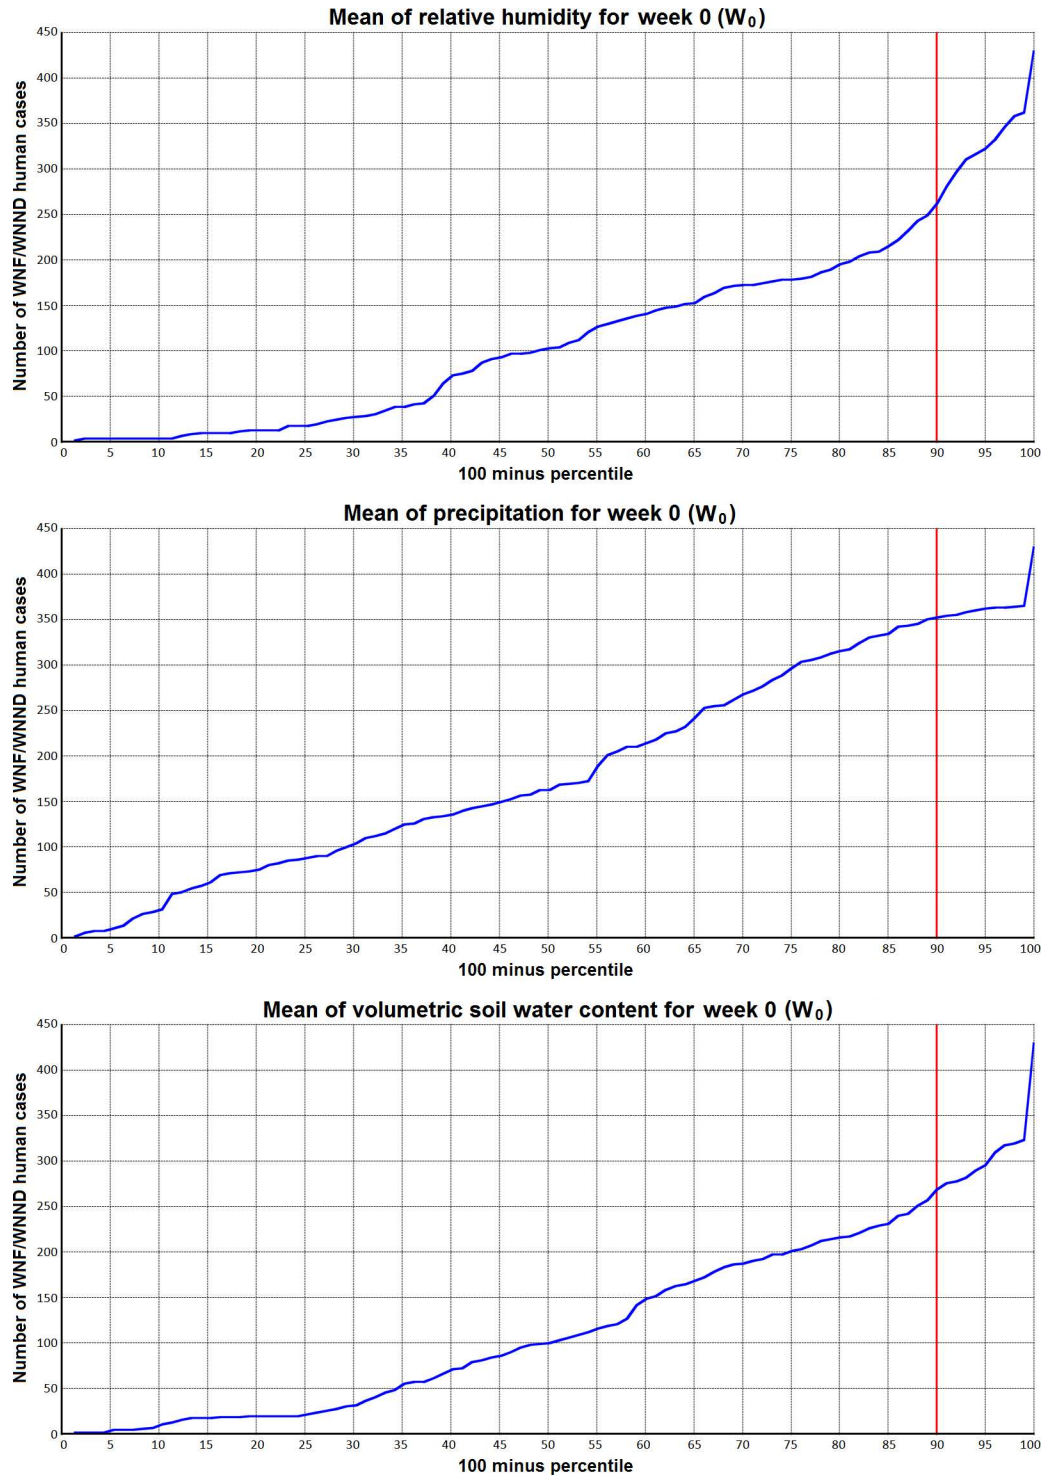 Mean of relative humidity for week 0 (W₀)
Number of WNF/WNND human cases
450
400
350
300
250
200
150
100
50
0
0 5 10 15 20 25 30 35 40 45 50 55 60 65 70 75 80 85 90 95 100
100 minus percentile
Mean of precipitation for week 0 (W₀)
Number of WNF/WNND human cases
450
400
350
300
250
200
150
100
50
0
0 5 10 15 20 25 30 35 40 45 50 55 60 65 70 75 80 85 90 95 100
100 minus percentile
Mean of volumetric soil water content for week 0 (W₀)
Number of WNF/WNND human cases
450
400
350
300
250
200
150
100
50
0
0 5 10 15 20 25 30 35 40 45 50 55 60 65 70 75 80 85 90 95 100
100 minus percentile